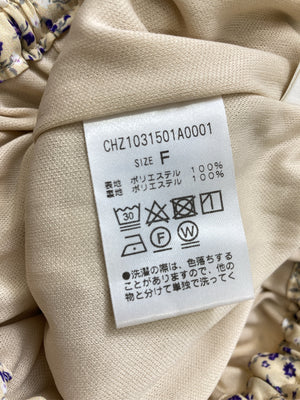 CHZ1031501A0001
SIZE F
表地 ポリエステル 100%
裏地 ポリエステル 100%
30
F W
●洗濯の際は、色落ちする
ことがありますので、他の
物と分けて単独で洗って